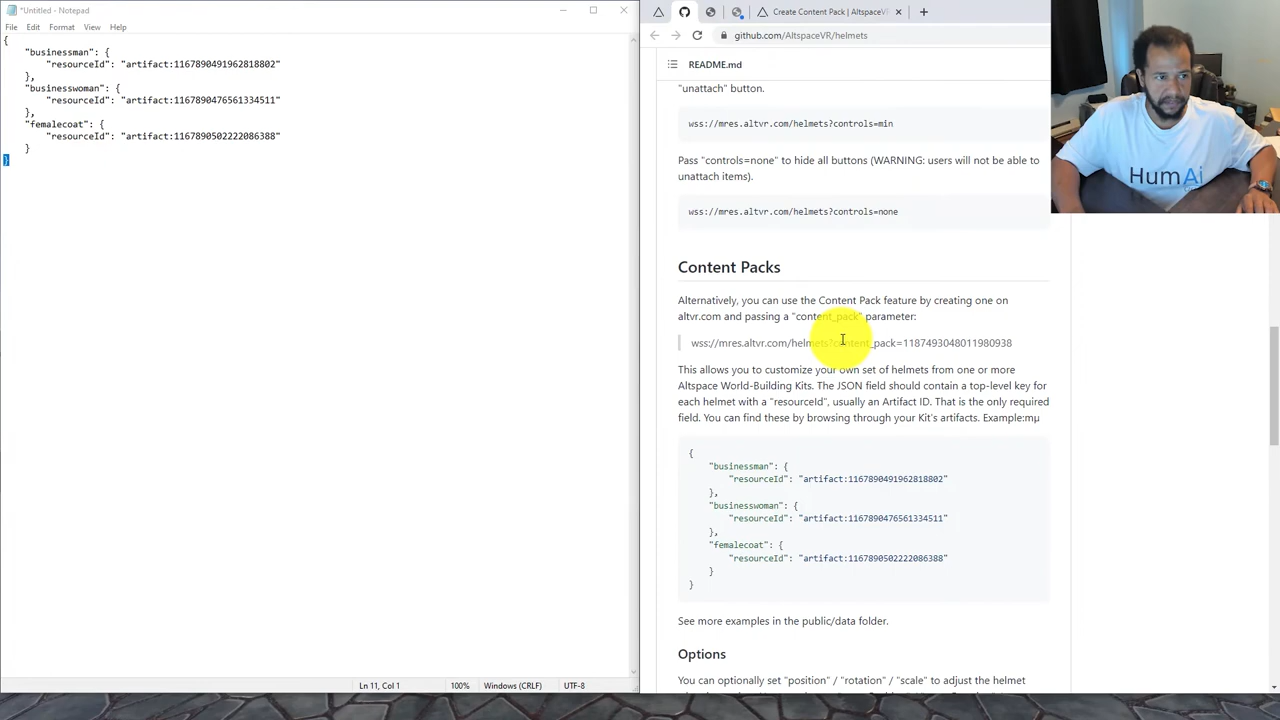 *Untitled - Notepad
File Edit Format View Help
{
"businessman": {
"resourceId": "artifact:1167890491962818802"
},
"businesswoman": {
"resourceId": "artifact:1167890476561334511"
},
"femalecoat": {
"resourceId": "artifact:1167890502222086388"
}
}
Ln 11, Col 1 100% Windows (CRLF) UTF-8
Create Content Pack | AltspaceVR
github.com/AltspaceVR/helmets
README.md
"unattach" button.
wss://mres.altvr.com/helmets?controls=min
Pass "controls=none" to hide all buttons (WARNING: users will not be able to
unattach items).
wss://mres.altvr.com/helmets?controls=none
Content Packs
Alternatively, you can use the Content Pack feature by creating one on
altvr.com and passing a "content_pack" parameter:
wss://mres.altvr.com/helmets?content_pack=1187493048011980938
This allows you to customize your own set of helmets from one or more
Altspace World-Building Kits. The JSON field should contain a top-level key for
each helmet with a "resourceId", usually an Artifact ID. That is the only required
field. You can find these by browsing through your Kit's artifacts. Example:mμ
{
"businessman": {
"resourceId": "artifact:1167890491962818802"
},
"businesswoman": {
"resourceId": "artifact:1167890476561334511"
},
"femalecoat": {
"resourceId": "artifact:1167890502222086388"
}
}
See more examples in the public/data folder.
Options
You can optionally set "position" / "rotation" / "scale" to adjust the helmet
HumAi